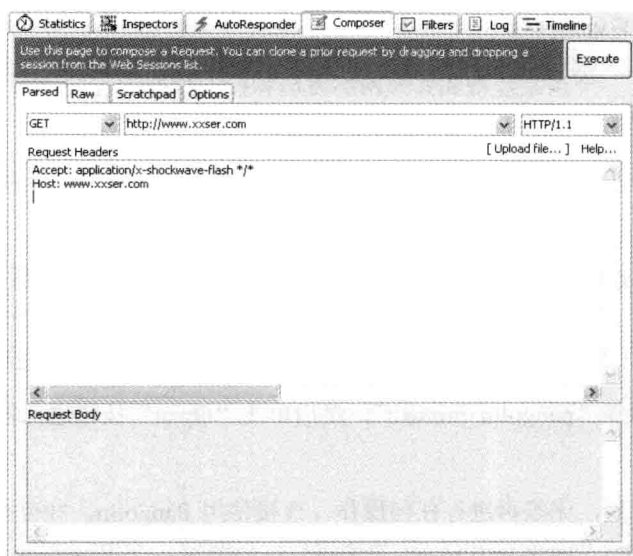 Statistics Inspectors AutoResponder Composer Filters Log Timeline
Use this page to compose a Request. You can clone a prior request by dragging and dropping a
session from the Web Sessions list.
Execute
Parsed Raw Scratchpad Options
GET http://www.xxser.com HTTP/1.1
Request Headers [ Upload file... ] Help...
Accept: application/x-shockwave-flash */*
Host: www.xxser.com
Request Body